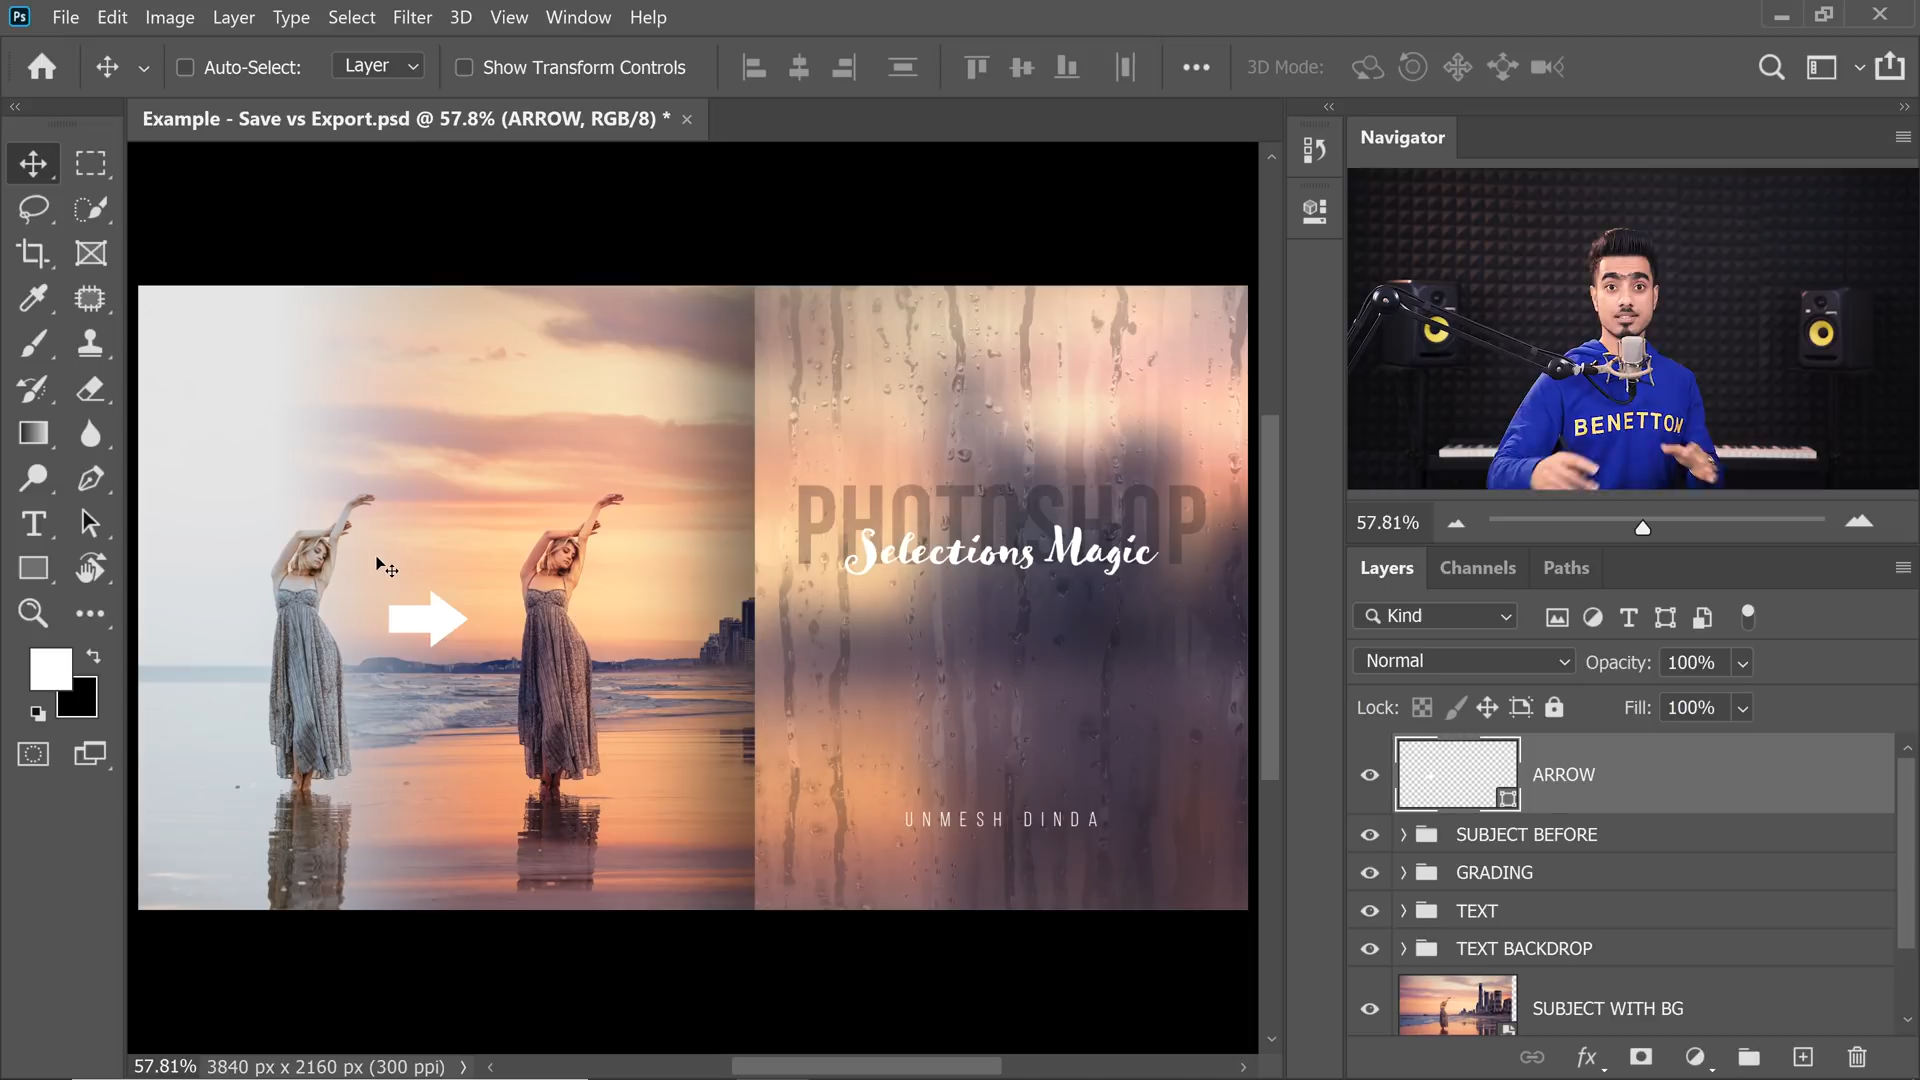 Ps File Edit Image Layer Type Select Filter 3D View Window Help
Auto-Select: Layer Show Transform Controls 3D Mode:
Example - Save vs Export.psd @ 57.8% (ARROW, RGB/8) *
Navigator
BENETTON
57.81%
PHOTOSHOP
Selections Magic
UNMESH DINDA
Layers Channels Paths
Kind
Normal Opacity: 100%
Lock: Fill: 100%
ARROW
SUBJECT BEFORE
GRADING
TEXT
TEXT BACKDROP
SUBJECT WITH BG
57.81% 3840 px x 2160 px (300 ppi)